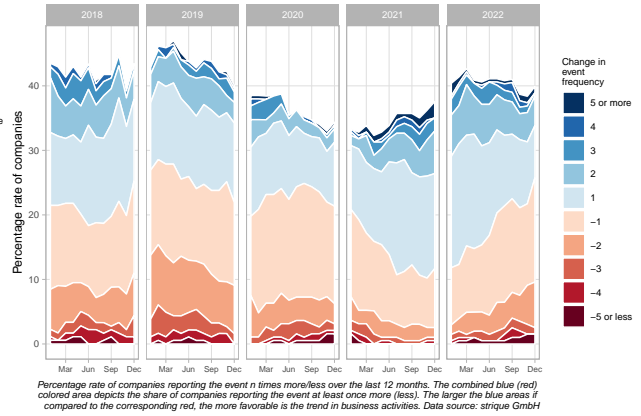 2018 2019 2020 2021 2022
Percentage rate of companies
40
30
20
10
0
Mar Jun Sep Dec Mar Jun Sep Dec Mar Jun Sep Dec Mar Jun Sep Dec Mar Jun Sep Dec
Change in
event
frequency
5 or more
4
3
2
1
−1
−2
−3
−4
−5 or less
Percentage rate of companies reporting the event n times more/less over the last 12 months. The combined blue (red)
colored area depicts the share of companies reporting the event at least once more (less). The larger the blue areas if
compared to the corresponding red, the more favorable is the trend in business activities. Data source: strique GmbH